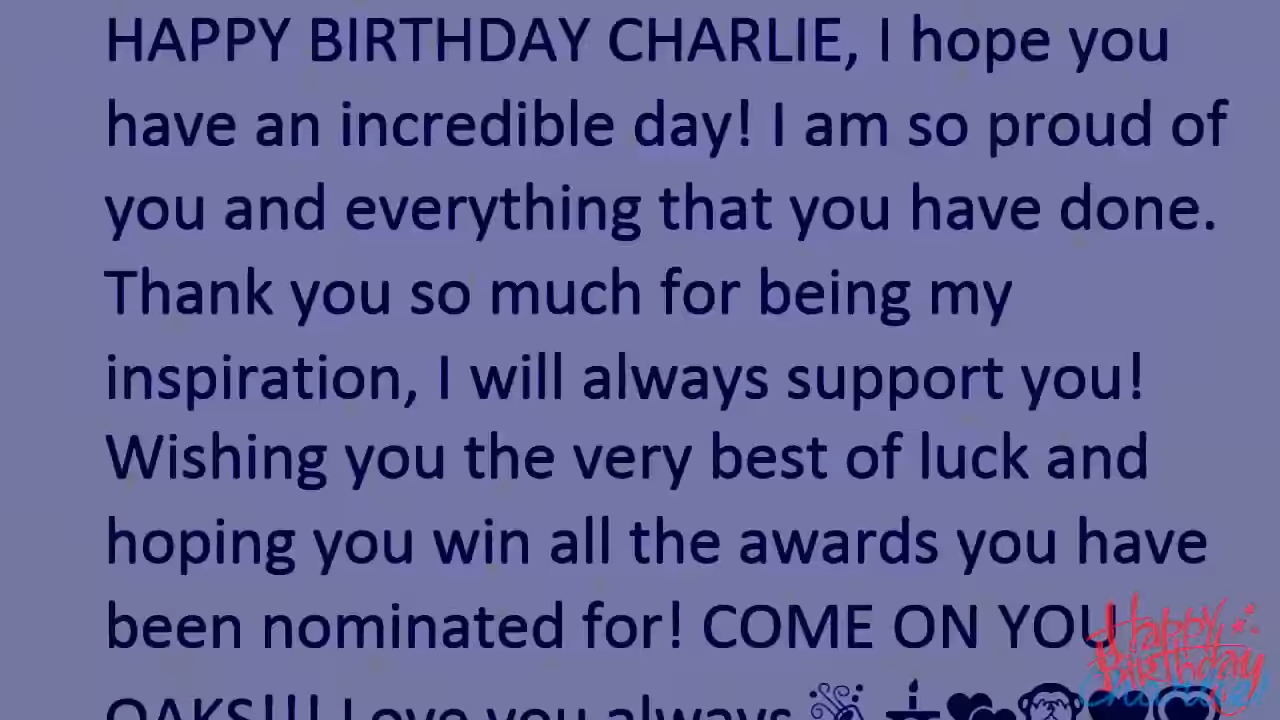 HAPPY BIRTHDAY CHARLIE, I hope you
have an incredible day! I am so proud of
you and everything that you have done.
Thank you so much for being my
inspiration, I will always support you!
Wishing you the very best of luck and
hoping you win all the awards you have
been nominated for! COME ON YOU
OAKS!!! Love you always
Happy
Birthday
Charlie!